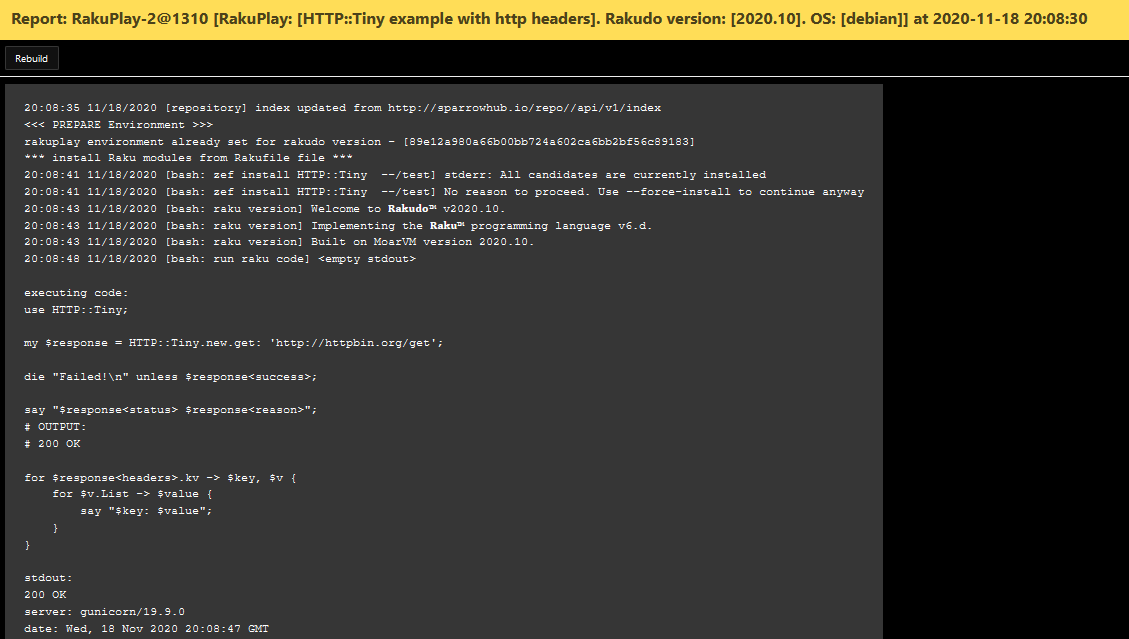 Report: RakuPlay-2@1310 [RakuPlay: [HTTP::Tiny example with http headers]. Rakudo version: [2020.10]. OS: [debian]] at 2020-11-18 20:08:30
Rebuild
20:08:35 11/18/2020 [repository] index updated from http://sparrowhub.io/repo//api/v1/index
<<< PREPARE Environment >>>
rakuplay environment already set for rakudo version - [89e12a980a66b00bb724a602ca6bb2bf56c89183]
*** install Raku modules from Rakufile file ***
20:08:41 11/18/2020 [bash: zef install HTTP::Tiny  --/test] stderr: All candidates are currently installed
20:08:41 11/18/2020 [bash: zef install HTTP::Tiny  --/test] No reason to proceed. Use --force-install to continue anyway
20:08:43 11/18/2020 [bash: raku version] Welcome to Rakudo™ v2020.10.
20:08:43 11/18/2020 [bash: raku version] Implementing the Raku™ programming language v6.d.
20:08:43 11/18/2020 [bash: raku version] Built on MoarVM version 2020.10.
20:08:48 11/18/2020 [bash: run raku code] <empty stdout>
executing code:
use HTTP::Tiny;
my $response = HTTP::Tiny.new.get: 'http://httpbin.org/get';
die "Failed!\n" unless $response<success>;
say "$response<status> $response<reason>";
# OUTPUT:
# 200 OK
for $response<headers>.kv -> $key, $v {
    for $v.List -> $value {
        say "$key: $value";
    }
}
stdout:
200 OK
server: gunicorn/19.9.0
date: Wed, 18 Nov 2020 20:08:47 GMT